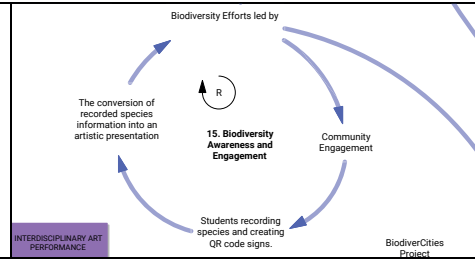 Biodiversity Efforts led by
R
The conversion of
recorded species
information into an
artistic presentation
15. Biodiversity
Awareness and
Engagement
Community
Engagement
Students recording
species and creating
QR code signs.
INTERDISCIPLINARY ART
PERFORMANCE
BiodiverCities
Project